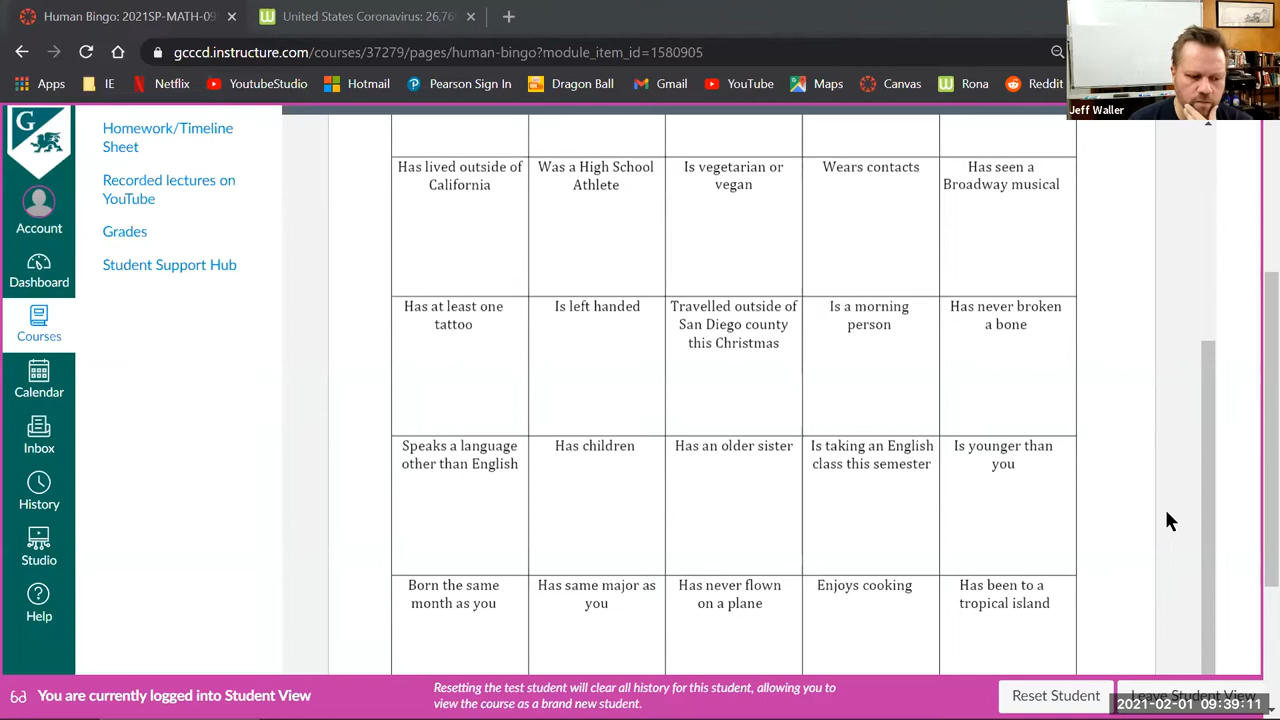 Human Bingo: 2021SP-MATH-09
United States Coronavirus: 26,76
gcccd.instructure.com/courses/37279/pages/human-bingo?module_item_id=1580905
Apps
IE
Netflix
YoutubeStudio
Human Ball
Gmail
YouTube
Canvas
Rona
Reddit
Jeff Waller
G
Homework/Timeline
Sheet
Recorded lectures on
YouTube
Grades
Student Support Hub
Account
Dashboard
Courses
Calendar
Inbox
History
Studio
Help
Has lived outside of
California
Was a High School
Athlete
Is vegetarian or
vegan
Wears contacts
Has seen a
Broadway musical
Has at least one
tattoo
Is left handed
Travelled outside of
San Diego county
this Christmas
Is a morning
person
Has never broken
a bone
Speaks a language
other than English
Has children
Has an older sister
Is taking an English
class this semester
Is younger than
you
Born the same
month as you
Has same major as
you
Has never flown
on a plane
Enjoys cooking
Has been to a
tropical island
You are currently logged into Student View
Resetting the test student will clear all history for this student, allowing you to
view the course as a brand new student.
Reset Student
Leave Student View
2021-02-01 09:39:11